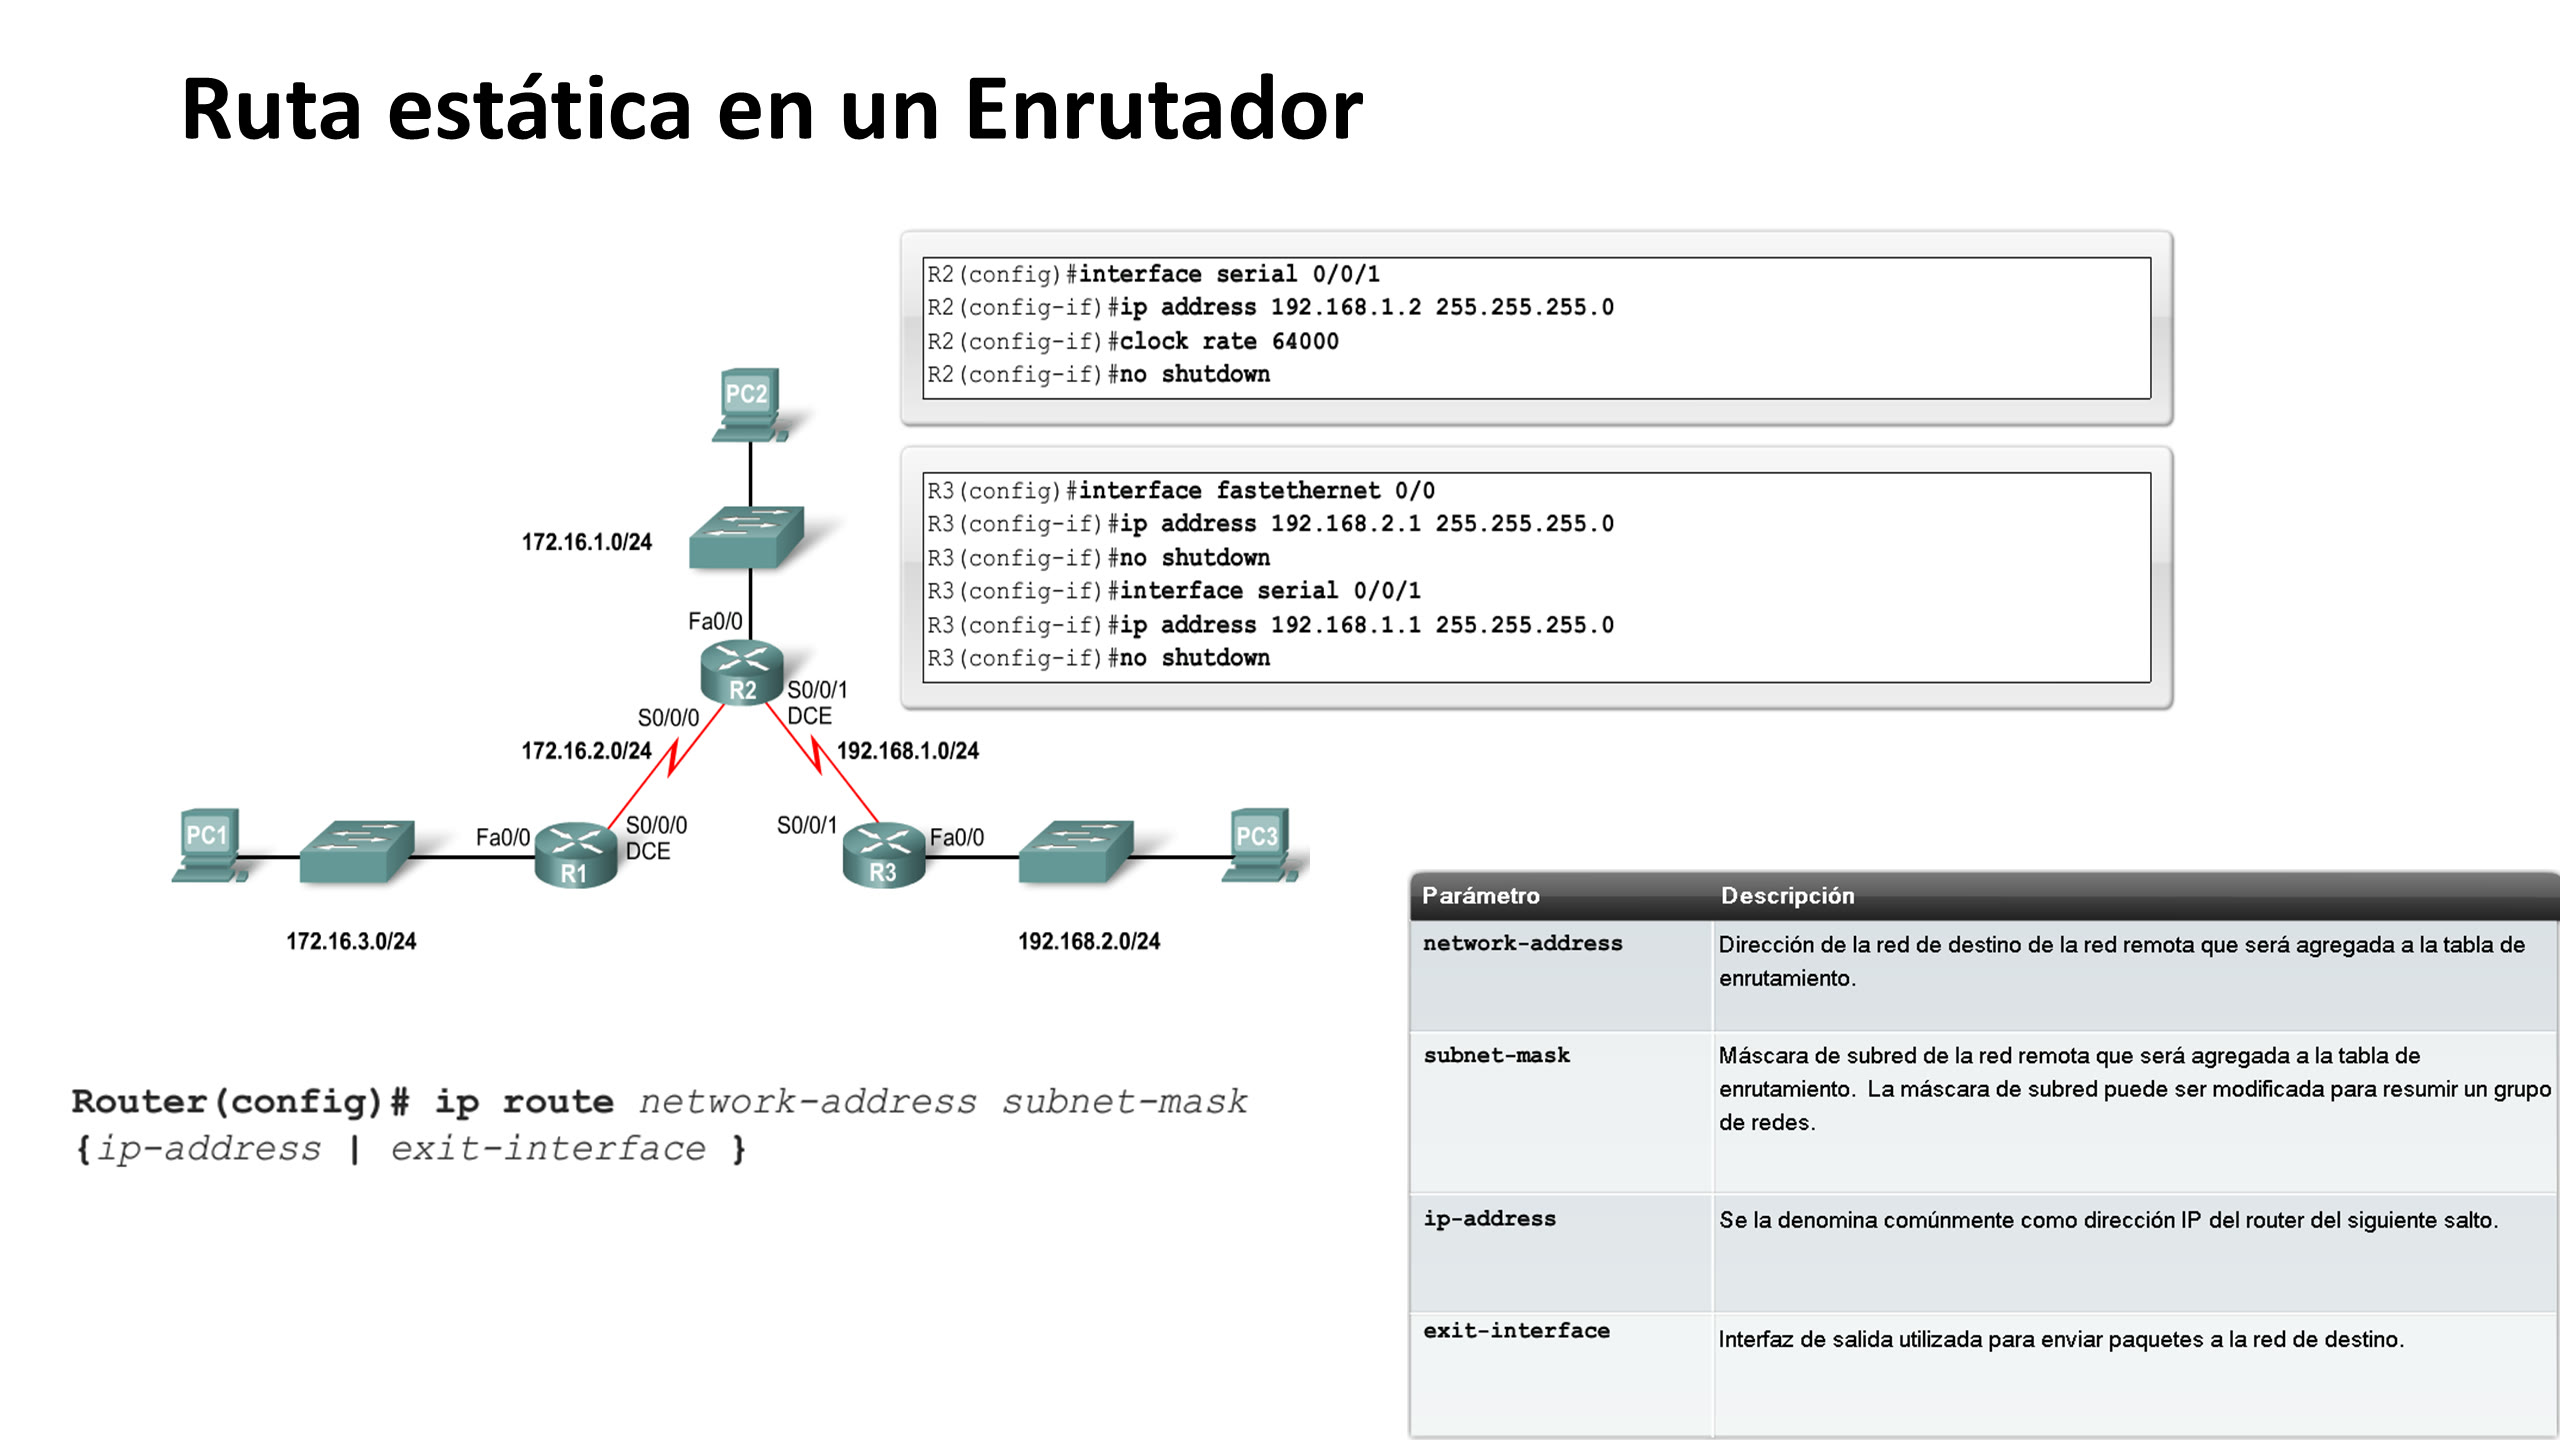 Ruta estática en un Enrutador
R2(config)#interface serial 0/0/1
R2(config-if)#ip address 192.168.1.2 255.255.255.0
R2(config-if)#clock rate 64000
R2(config-if)#no shutdown
R3(config)#interface fastethernet 0/0
R3(config-if)#ip address 192.168.2.1 255.255.255.0
R3(config-if)#no shutdown
R3(config-if)#interface serial 0/0/1
R3(config-if)#ip address 192.168.1.1 255.255.255.0
R3(config-if)#no shutdown
PC2
172.16.1.0/24
Fa0/0
R2
S0/0/1
DCE
S0/0/0
172.16.2.0/24
192.168.1.0/24
PC1
Fa0/0
R1
S0/0/0
DCE
S0/0/1
R3
Fa0/0
PC3
172.16.3.0/24
192.168.2.0/24
Router(config)# ip route network-address subnet-mask
{ip-address | exit-interface }
Parámetro
Descripción
network-address
Dirección de la red de destino de la red remota que será agregada a la tabla de
enrutamiento.
subnet-mask
Máscara de subred de la red remota que será agregada a la tabla de
enrutamiento. La máscara de subred puede ser modificada para resumir un grupo
de redes.
ip-address
Se la denomina comúnmente como dirección IP del router del siguiente salto.
exit-interface
Interfaz de salida utilizada para enviar paquetes a la red de destino.